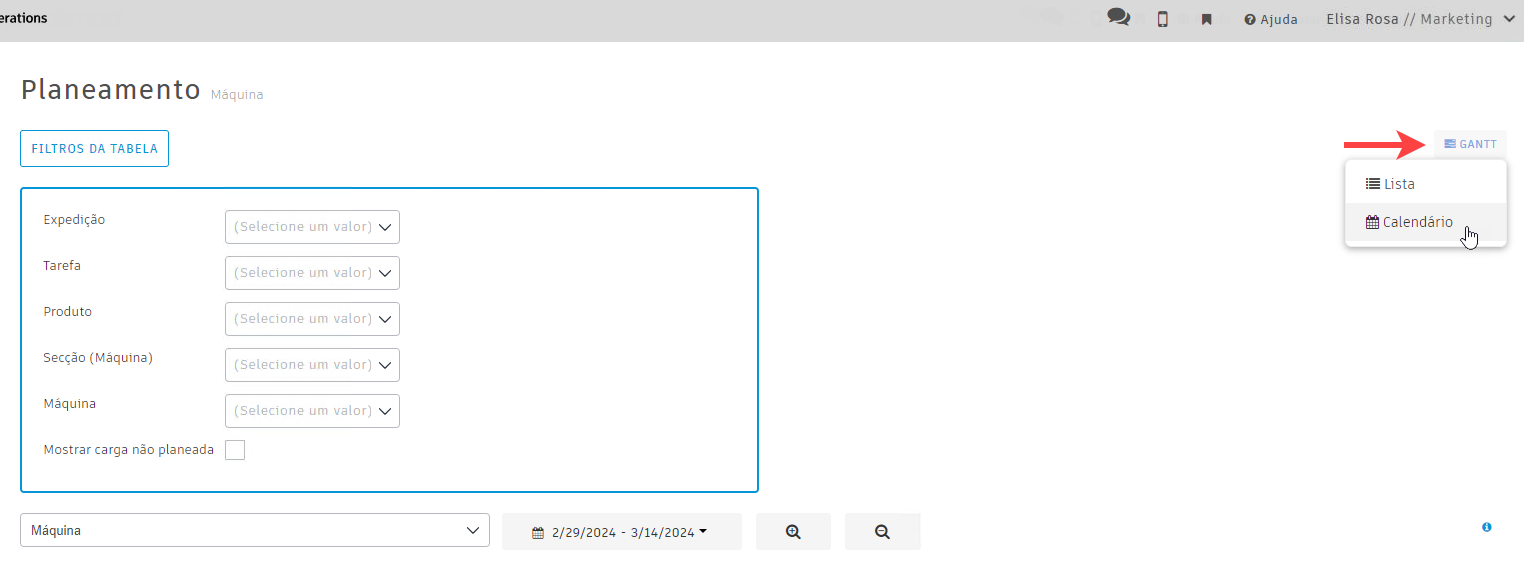 erations
Ajuda
Elisa Rosa // Marketing
Planeamento Máquina
FILTROS DA TABELA
GANTT
Lista
Calendário
Expedição (Selecione um valor)
Tarefa (Selecione um valor)
Produto (Selecione um valor)
Secção (Máquina) (Selecione um valor)
Máquina (Selecione um valor)
Mostrar carga não planeada
Máquina
2/29/2024 - 3/14/2024